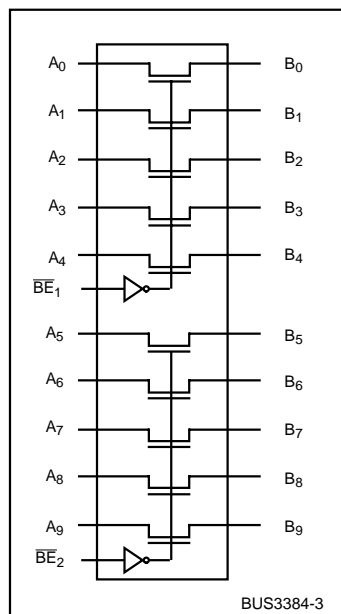 A0 B0
A1 B1
A2 B2
A3 B3
A4 B4
BE1
A5 B5
A6 B6
A7 B7
A8 B8
A9 B9
BE2
BUS3384-3